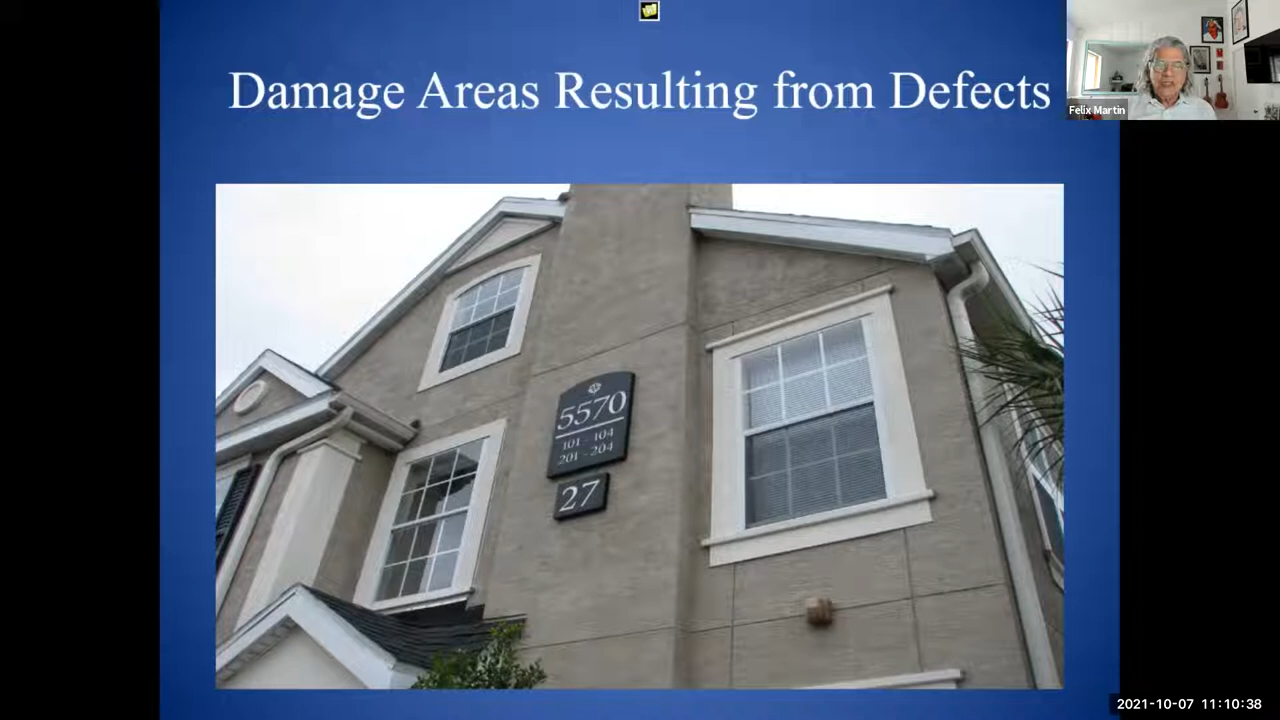 Damage Areas Resulting from Defects
Felix Martin
5570
101 - 104
201 - 204
27
2021-10-07 11:10:38